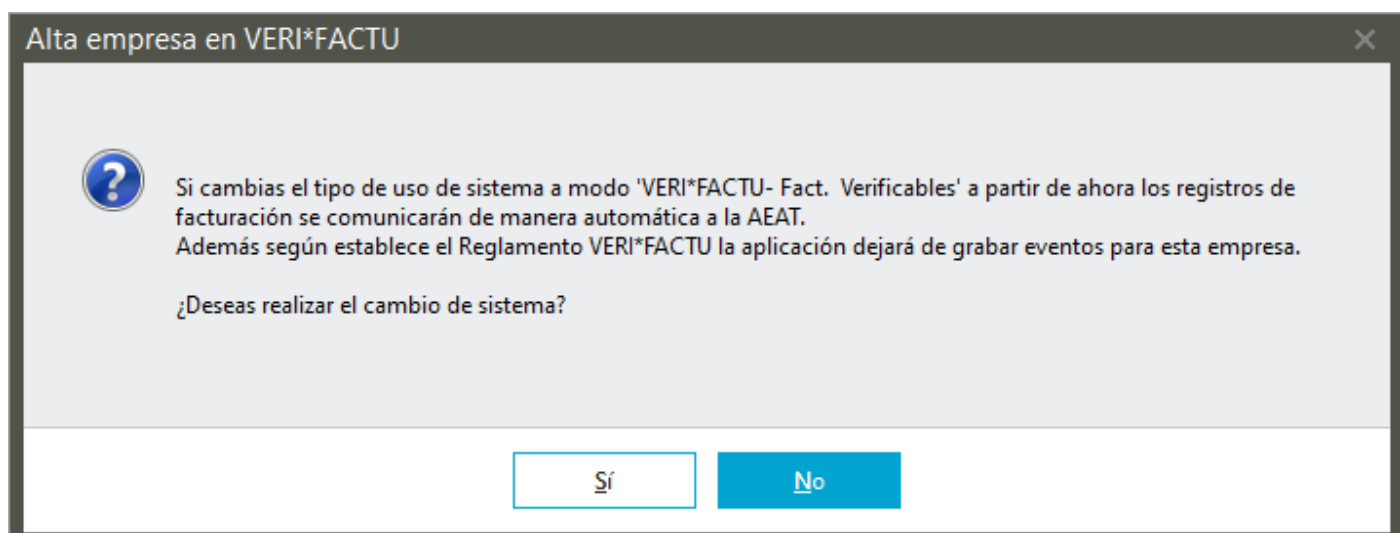 Alta empresa en VERI*FACTU
Si cambias el tipo de uso de sistema a modo 'VERI*FACTU- Fact.  Verificables' a partir de ahora los registros de
facturación se comunicarán de manera automática a la AEAT.
Además según establece el Reglamento VERI*FACTU la aplicación dejará de grabar eventos para esta empresa.
¿Deseas realizar el cambio de sistema?
Sí
No